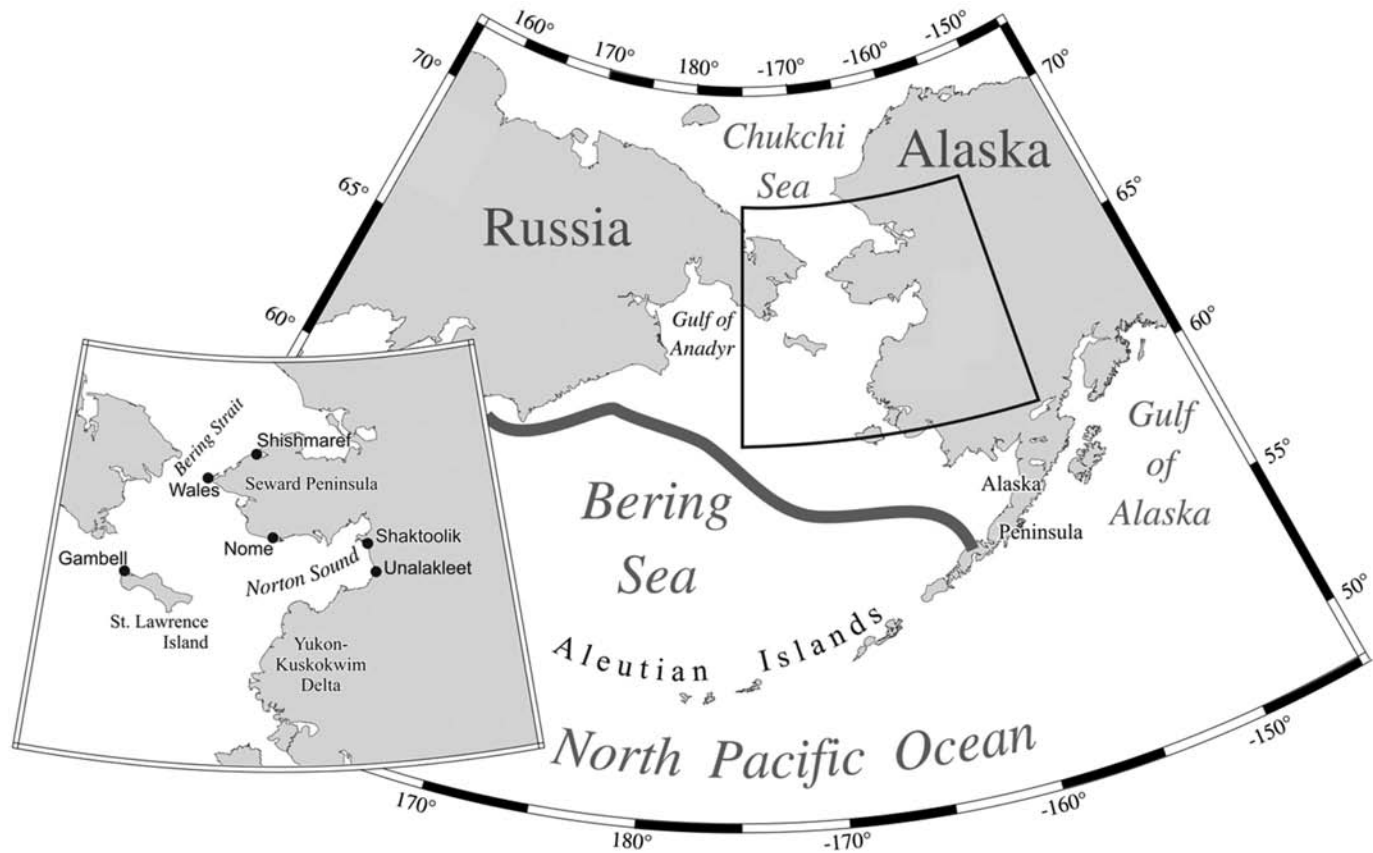 160°
170°
180°
-170°
-160°
-150°
70°
70°
Chukchi
Sea
Alaska
65°
65°
Russia
60°
60°
Gulf of
Anadyr
Gulf
of
Alaska
55°
Alaska
Peninsula
Bering
Sea
50°
Aleutian Islands
North Pacific Ocean
170°
180°
-170°
-160°
-150°
Bering Strait
Shishmaref
Wales
Seward Peninsula
Nome
Shaktoolik
Gambell
Norton Sound
Unalakleet
St. Lawrence
Island
Yukon-
Kuskokwim
Delta